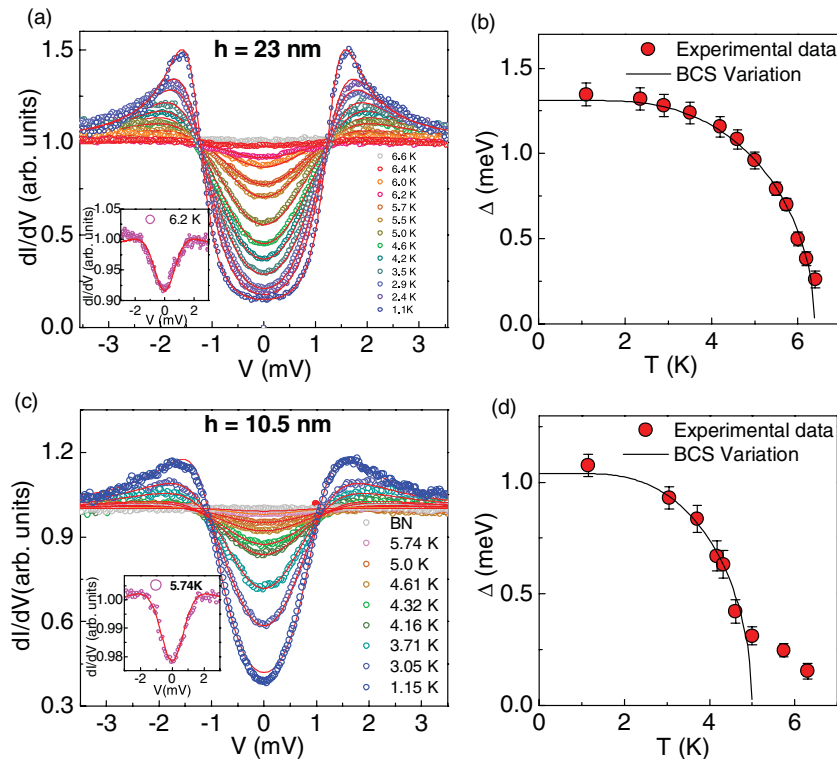 (a)
h = 23 nm
dI/dV (arb. units)
1.5
1.0
0.5
0.0
-3 -2 -1 0 1 2 3
V (mV)
6.6 K
6.4 K
6.0 K
6.2 K
5.7 K
5.5 K
5.0 K
4.6 K
4.2 K
3.5 K
2.9 K
2.4 K
1.1K
6.2 K
dI/dV (arb. units)
1.05
1.00
0.95
0.90
-2 0 2
V (mV)
(b)
Experimental data
BCS Variation
Δ (meV)
1.5
1.0
0.5
0.0
0 2 4 6
T (K)
(c)
h = 10.5 nm
dI/dV(arb. units)
1.2
0.9
0.6
0.3
-3 -2 -1 0 1 2 3
V (mV)
BN
5.74 K
5.0 K
4.61 K
4.32 K
4.16 K
3.71 K
3.05 K
1.15 K
5.74K
dI/dV (arb. units)
1.00
0.99
0.98
-2 0 2
V(mV)
(d)
Experimental data
BCS Variation
Δ (meV)
1.0
0.5
0.0
0 2 4 6
T (K)